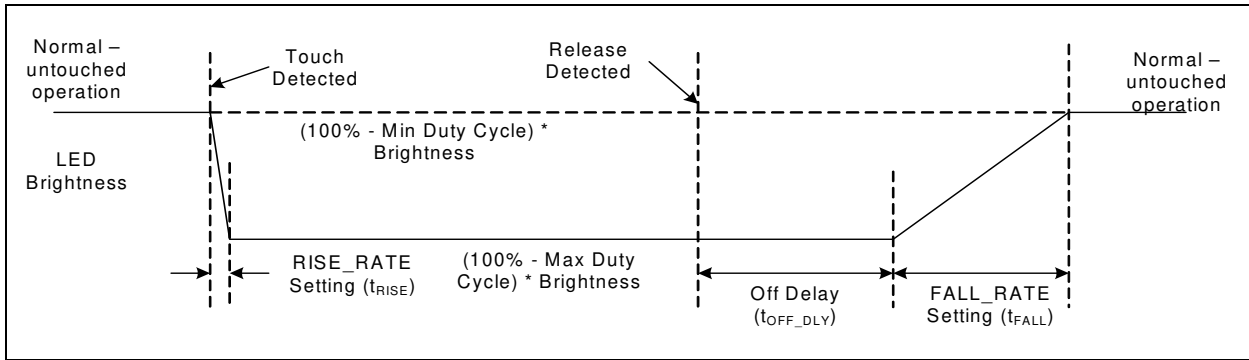 Normal –
untouched
operation
Touch
Detected
Release
Detected
Normal –
untouched
operation
(100% - Min Duty Cycle) *
Brightness
LED
Brightness
RISE_RATE
Setting (tRISE)
(100% - Max Duty
Cycle) * Brightness
Off Delay
(tOFF_DLY)
FALL_RATE
Setting (tFALL)